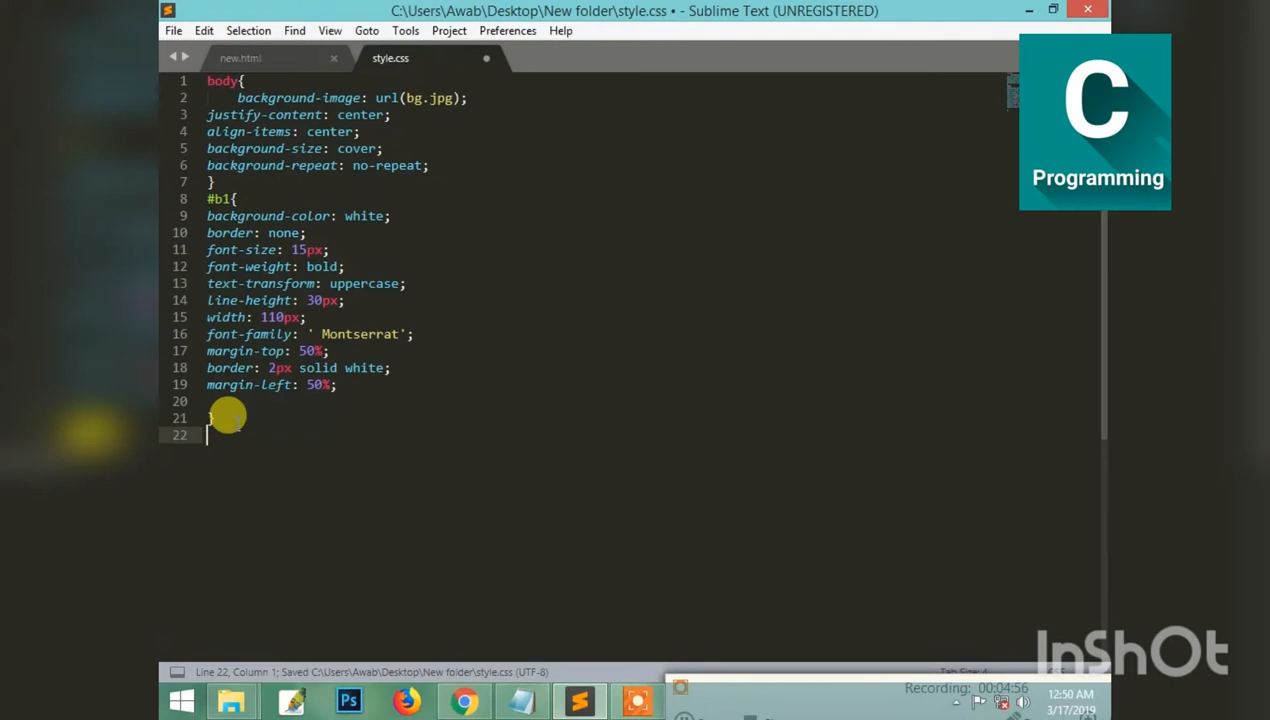 C:\Users\Awab\Desktop\New folder\style.css • - Sublime Text (UNREGISTERED)
File Edit Selection Find View Goto Tools Project Preferences Help
new.html style.css
C
Programming
1 body{
2 background-image: url(bg.jpg);
3 justify-content: center;
4 align-items: center;
5 background-size: cover;
6 background-repeat: no-repeat;
7 }
8 #b1{
9 background-color: white;
10 border: none;
11 font-size: 15px;
12 font-weight: bold;
13 text-transform: uppercase;
14 line-height: 30px;
15 width: 110px;
16 font-family: ' Montserrat';
17 margin-top: 50%;
18 border: 2px solid white;
19 margin-left: 50%;
20
21 }
22
InShOt
Line 22, Column 1; Saved C:\Users\Awab\Desktop\New folder\style.css (UTF-8)
Tab Size: 4 CSS
Recording: 00:04:56
Ps
12:50 AM
3/17/2019